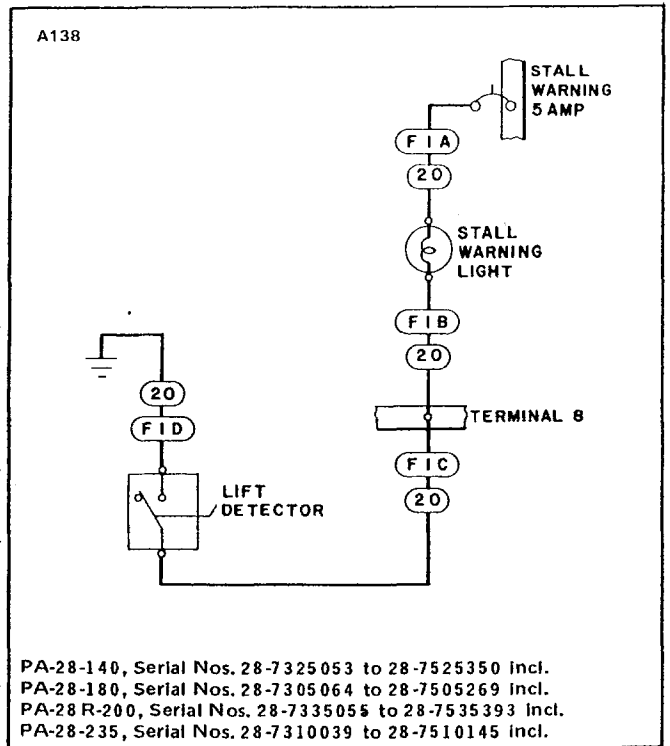 A138
STALL
WARNING
5 AMP
F1A
20
STALL
WARNING
LIGHT
F1B
20
TERMINAL 8
F1C
20
20
F1D
LIFT
DETECTOR
PA-28-140, Serial Nos. 28-7325053 to 28-7525350 incl.
PA-28-180, Serial Nos. 28-7305064 to 28-7505269 incl.
PA-28 R-200, Serial Nos. 28-7335055 to 28-7535393 incl.
PA-28-235, Serial Nos. 28-7310039 to 28-7510145 incl.